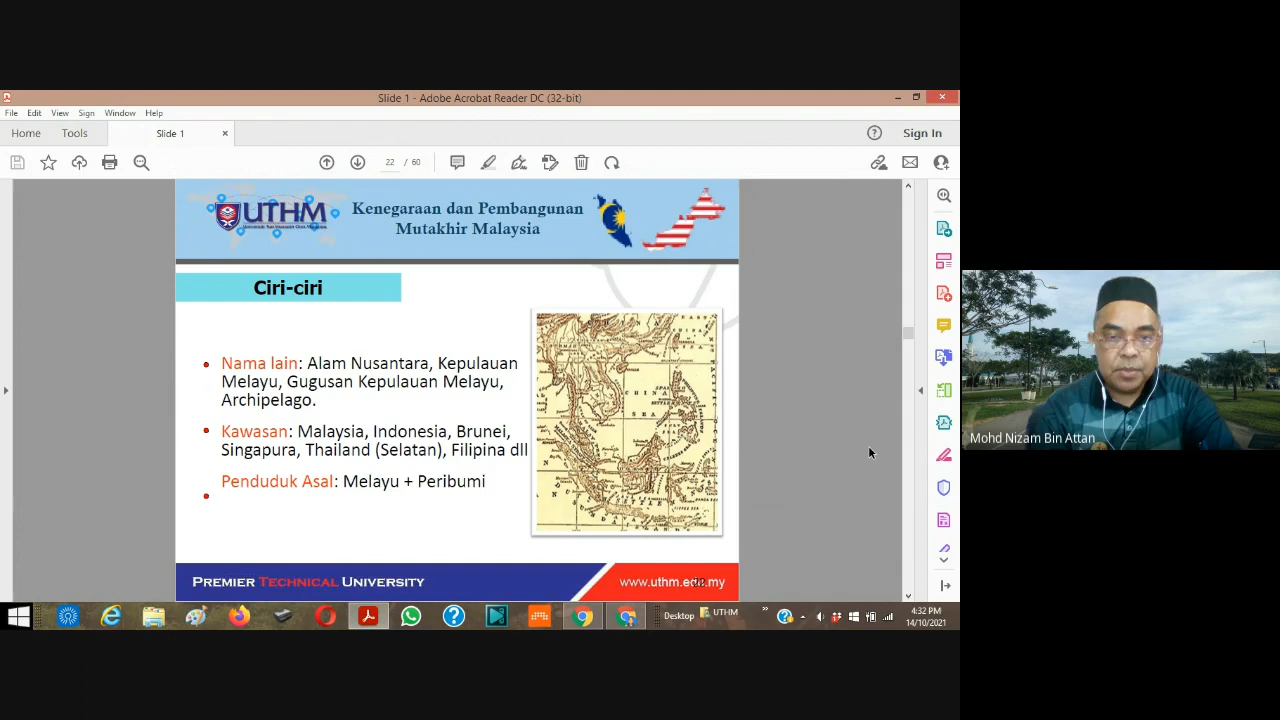 Slide 1 - Adobe Acrobat Reader DC (32-bit)
File Edit View Sign Window Help
Home Tools Slide 1 × Sign In
22 / 60
UTHM
Kenegaraan dan Pembangunan
Mutakhir Malaysia
Ciri-ciri
• Nama lain: Alam Nusantara, Kepulauan
Melayu, Gugusan Kepulauan Melayu,
Archipelago.
• Kawasan: Malaysia, Indonesia, Brunei,
Singapura, Thailand (Selatan), Filipina dll
Penduduk Asal: Melayu + Peribumi
•
CHINA
SEA
PREMIER TECHNICAL UNIVERSITY
www.uthm.edu.my
Mohd Nizam Bin Attan
Desktop UTHM
4:32 PM
14/10/2021